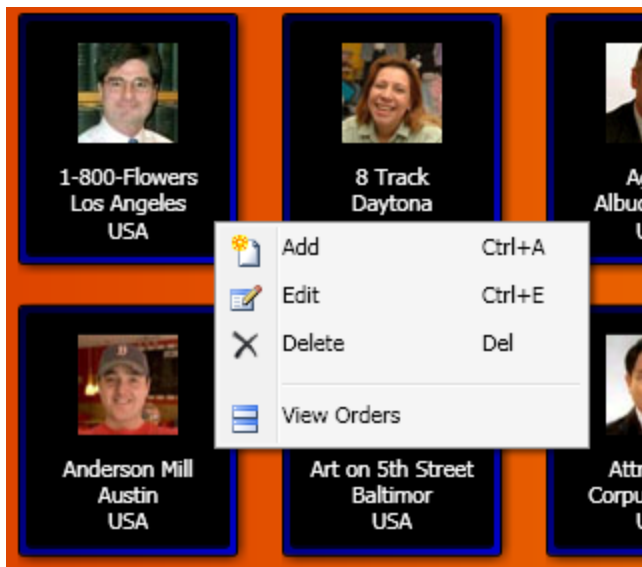 1-800-Flowers
Los Angeles
USA
8 Track
Daytona
Add Ctrl+A
Edit Ctrl+E
Delete Del
View Orders
Anderson Mill
Austin
USA
Art on 5th Street
Baltimor
USA